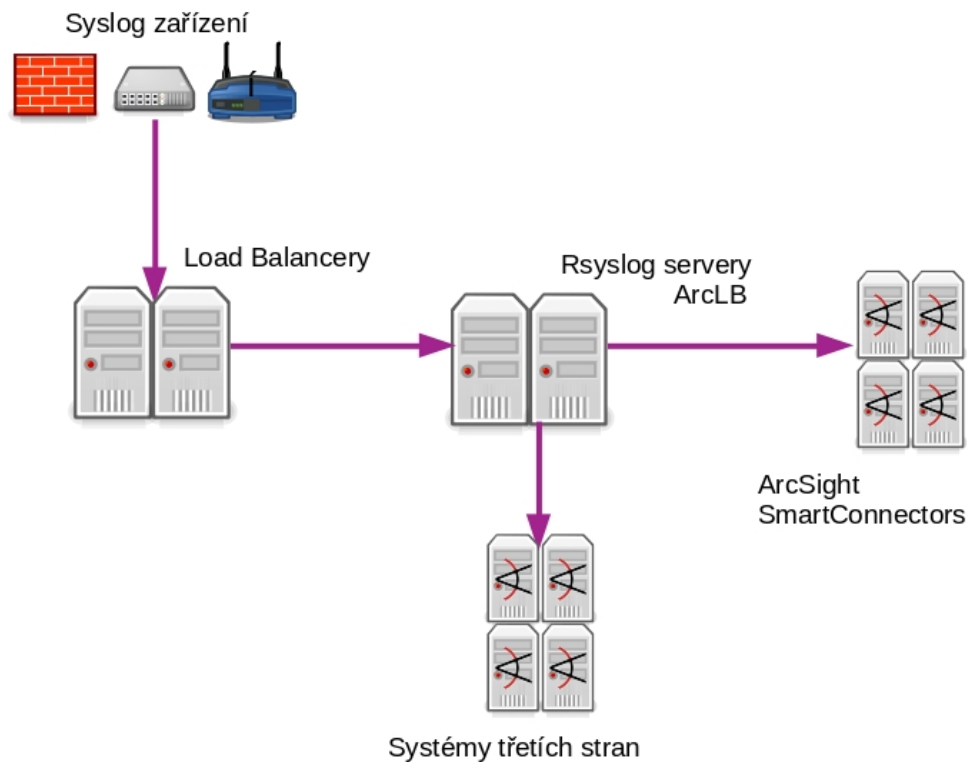 Syslog zařízení
Load Balancery
Rsyslog servery
ArcLB
ArcSight
SmartConnectors
Systémy třetích stran